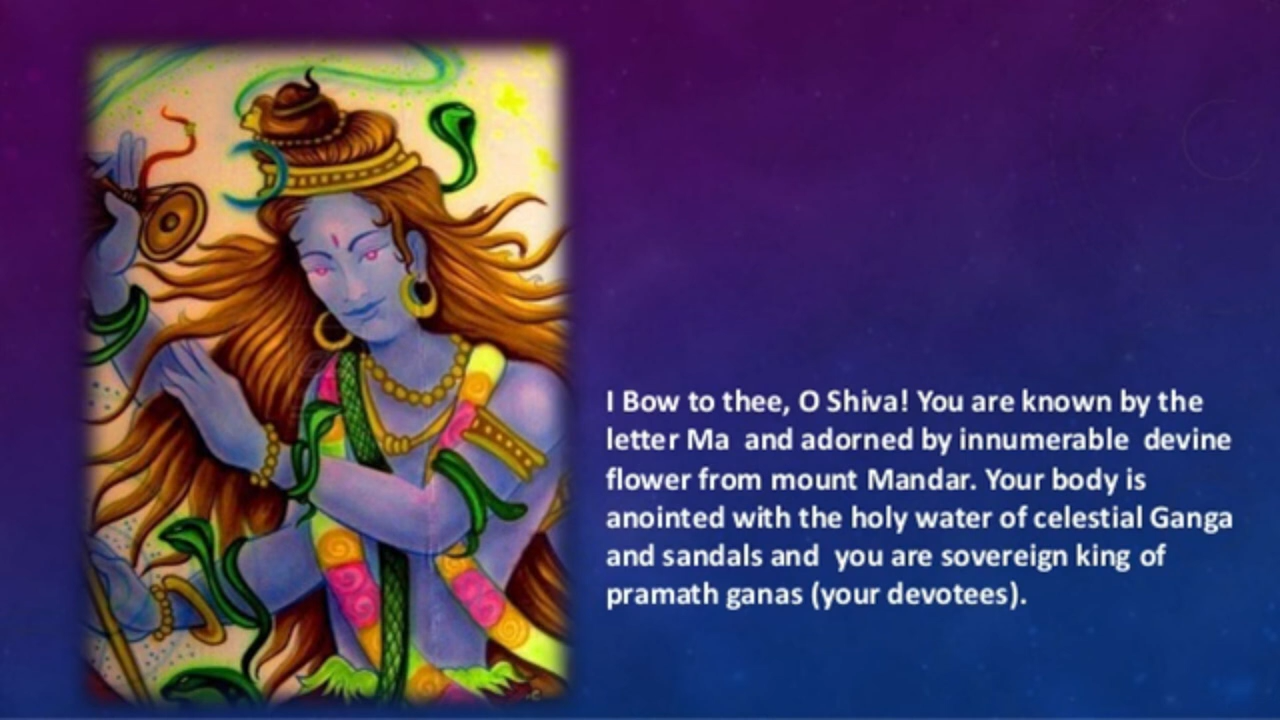 I Bow to thee, O Shiva! You are known by the
letter Ma and adorned by innumerable devine
flower from mount Mandar. Your body is
anointed with the holy water of celestial Ganga
and sandals and you are sovereign king of
pramath ganas (your devotees).